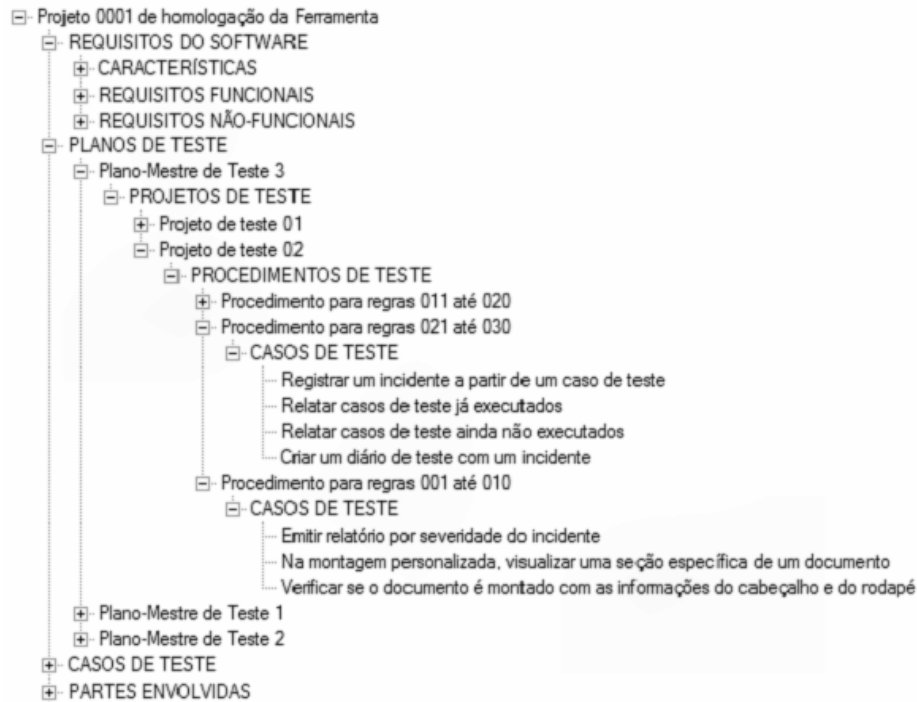 Projeto 0001 de homologação da Ferramenta
REQUISITOS DO SOFTWARE
CARACTERÍSTICAS
REQUISITOS FUNCIONAIS
REQUISITOS NÃO-FUNCIONAIS
PLANOS DE TESTE
Plano-Mestre de Teste 3
PROJETOS DE TESTE
Projeto de teste 01
Projeto de teste 02
PROCEDIMENTOS DE TESTE
Procedimento para regras 011 até 020
Procedimento para regras 021 até 030
CASOS DE TESTE
Registrar um incidente a partir de um caso de teste
Relatar casos de teste já executados
Relatar casos de teste ainda não executados
Criar um diário de teste com um incidente
Procedimento para regras 001 até 010
CASOS DE TESTE
Emitir relatório por severidade do incidente
Na montagem personalizada, visualizar uma seção específica de um documento
Verificar se o documento é montado com as informações do cabeçalho e do rodapé
Plano-Mestre de Teste 1
Plano-Mestre de Teste 2
CASOS DE TESTE
PARTES ENVOLVIDAS